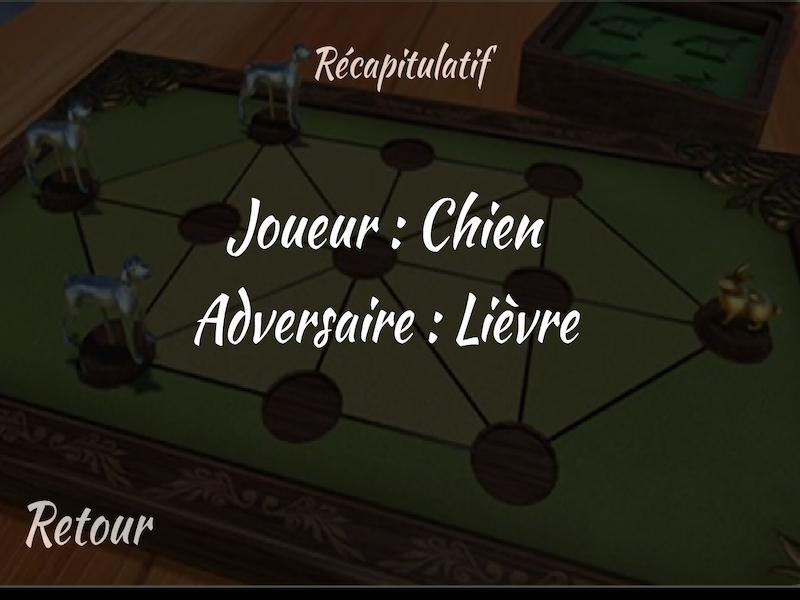 Récapitulatif
Joueur : Chien
Adversaire : Lièvre
Retour